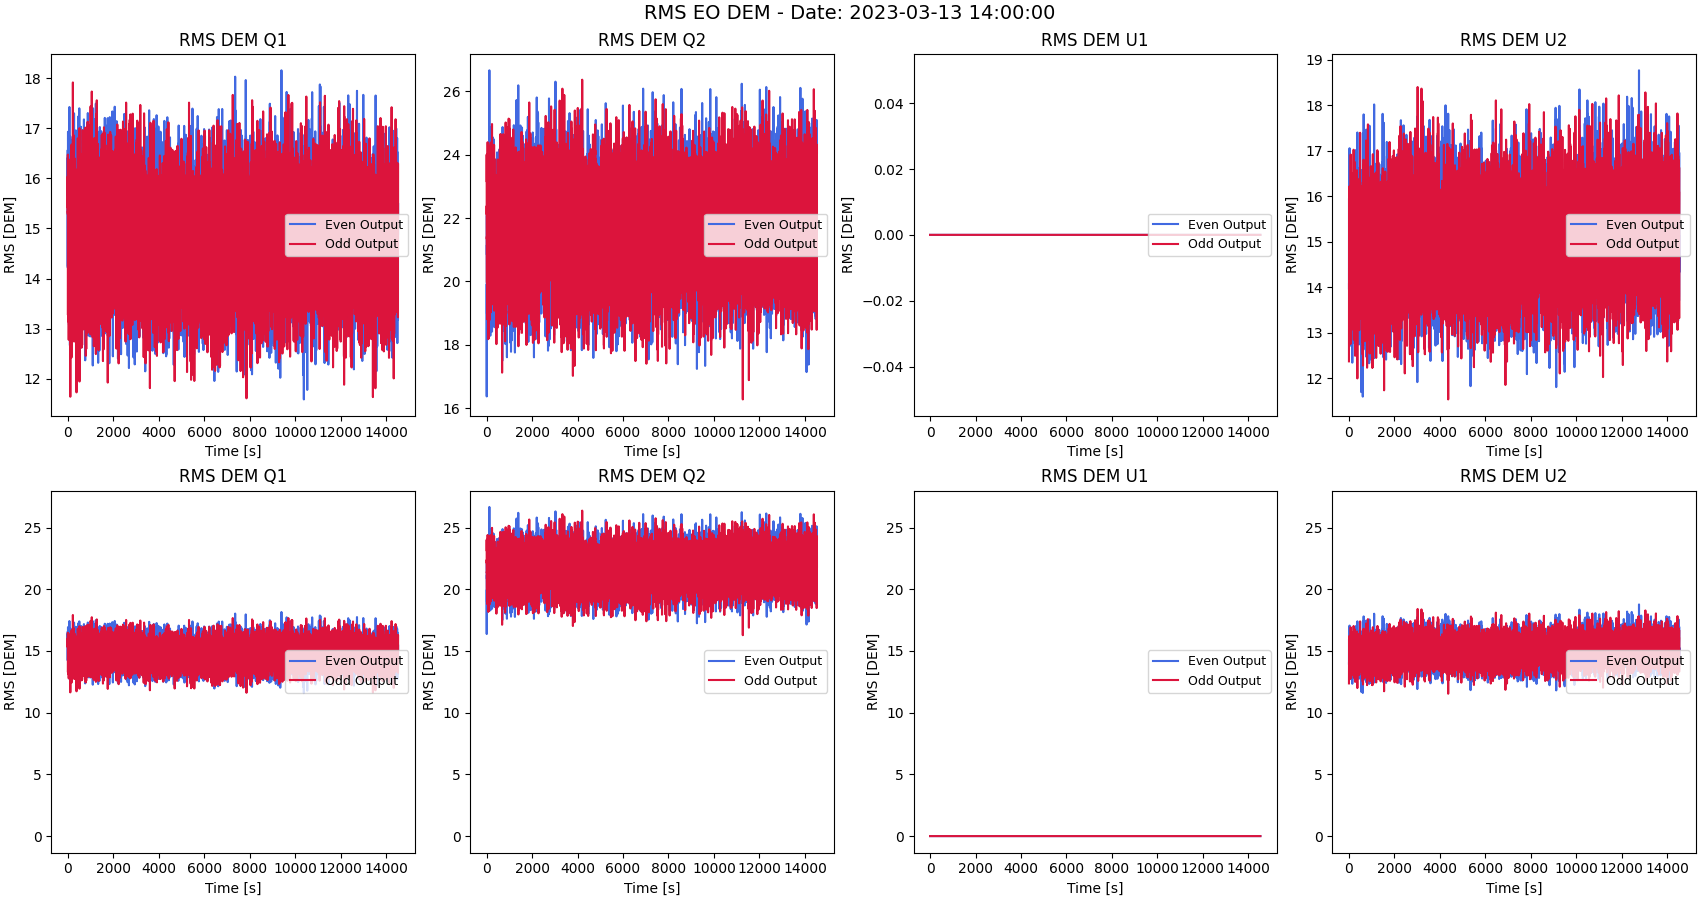 RMS EO DEM - Date: 2023-03-13 14:00:00
RMS DEM Q1
RMS [DEM]
18
17
16
15
14
13
12
0 2000 4000 6000 8000 10000 12000 14000
Time [s]
Even Output
Odd Output
RMS DEM Q2
RMS [DEM]
26
24
22
20
18
16
0 2000 4000 6000 8000 10000 12000 14000
Time [s]
Even Output
Odd Output
RMS DEM U1
RMS [DEM]
0.04
0.02
0.00
−0.02
−0.04
0 2000 4000 6000 8000 10000 12000 14000
Time [s]
Even Output
Odd Output
RMS DEM U2
RMS [DEM]
19
18
17
16
15
14
13
12
0 2000 4000 6000 8000 10000 12000 14000
Time [s]
Even Output
Odd Output
RMS DEM Q1
RMS [DEM]
25
20
15
10
5
0
0 2000 4000 6000 8000 10000 12000 14000
Time [s]
Even Output
Odd Output
RMS DEM Q2
RMS [DEM]
25
20
15
10
5
0
0 2000 4000 6000 8000 10000 12000 14000
Time [s]
Even Output
Odd Output
RMS DEM U1
RMS [DEM]
25
20
15
10
5
0
0 2000 4000 6000 8000 10000 12000 14000
Time [s]
Even Output
Odd Output
RMS DEM U2
RMS [DEM]
25
20
15
10
5
0
0 2000 4000 6000 8000 10000 12000 14000
Time [s]
Even Output
Odd Output